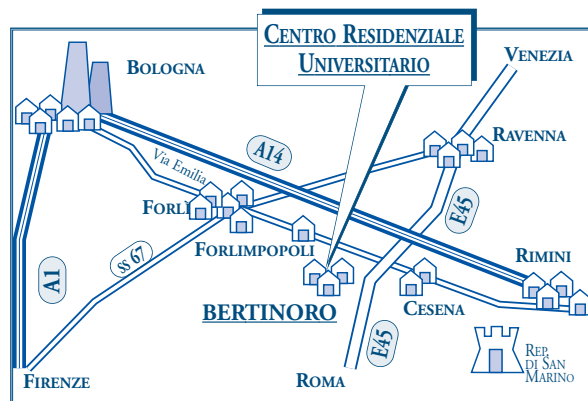 CENTRO RESIDENZIALE
UNIVERSITARIO
VENEZIA
BOLOGNA
RAVENNA
A14
Via Emilia
E45
FORLÌ
FORLIMPOPOLI
SS 67
RIMINI
A1
BERTINORO
CESENA
E45
REP.
DI SAN
MARINO
FIRENZE
ROMA